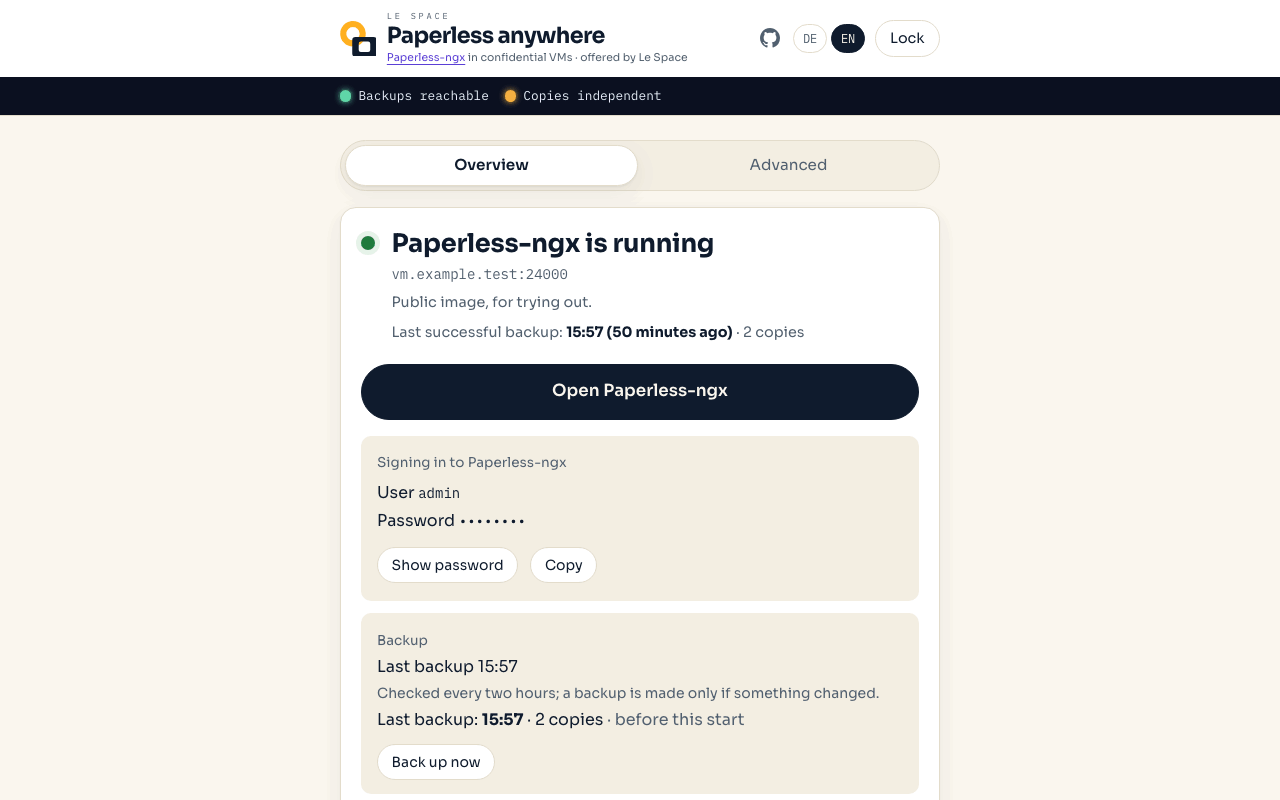 LE SPACE
Paperless anywhere
Paperless-ngx in confidential VMs · offered by Le Space
DE
EN
Lock
Backups reachable
Copies independent
Overview
Advanced
Paperless-ngx is running
vm.example.test:24000
Public image, for trying out.
Last successful backup: 15:57 (50 minutes ago) · 2 copies
Open Paperless-ngx
Signing in to Paperless-ngx
User admin
Password ••••••••
Show password
Copy
Backup
Last backup 15:57
Checked every two hours; a backup is made only if something changed.
Last backup: 15:57 · 2 copies · before this start
Back up now